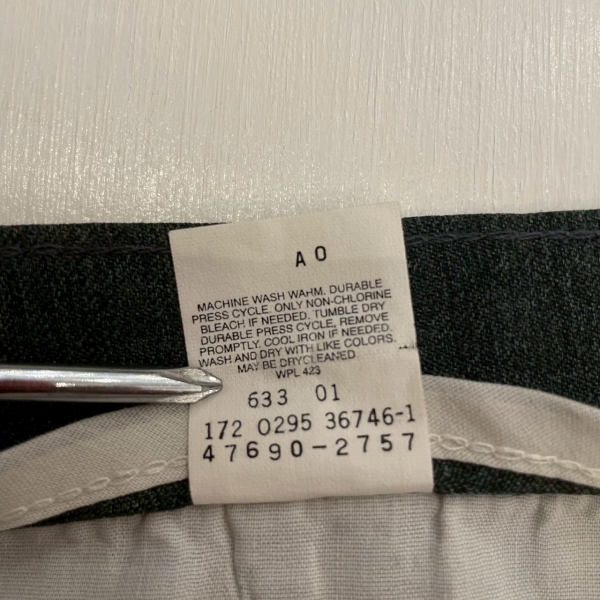 A O
MACHINE WASH WARM. DURABLE
PRESS CYCLE. ONLY NON-CHLORINE
BLEACH IF NEEDED. TUMBLE DRY
DURABLE PRESS CYCLE, REMOVE
PROMPTLY. COOL IRON IF NEEDED.
WASH AND DRY WITH LIKE COLORS.
MAY BE DRYCLEANED
WPL 423
633 01
172 0295 36746-1
47690-2757